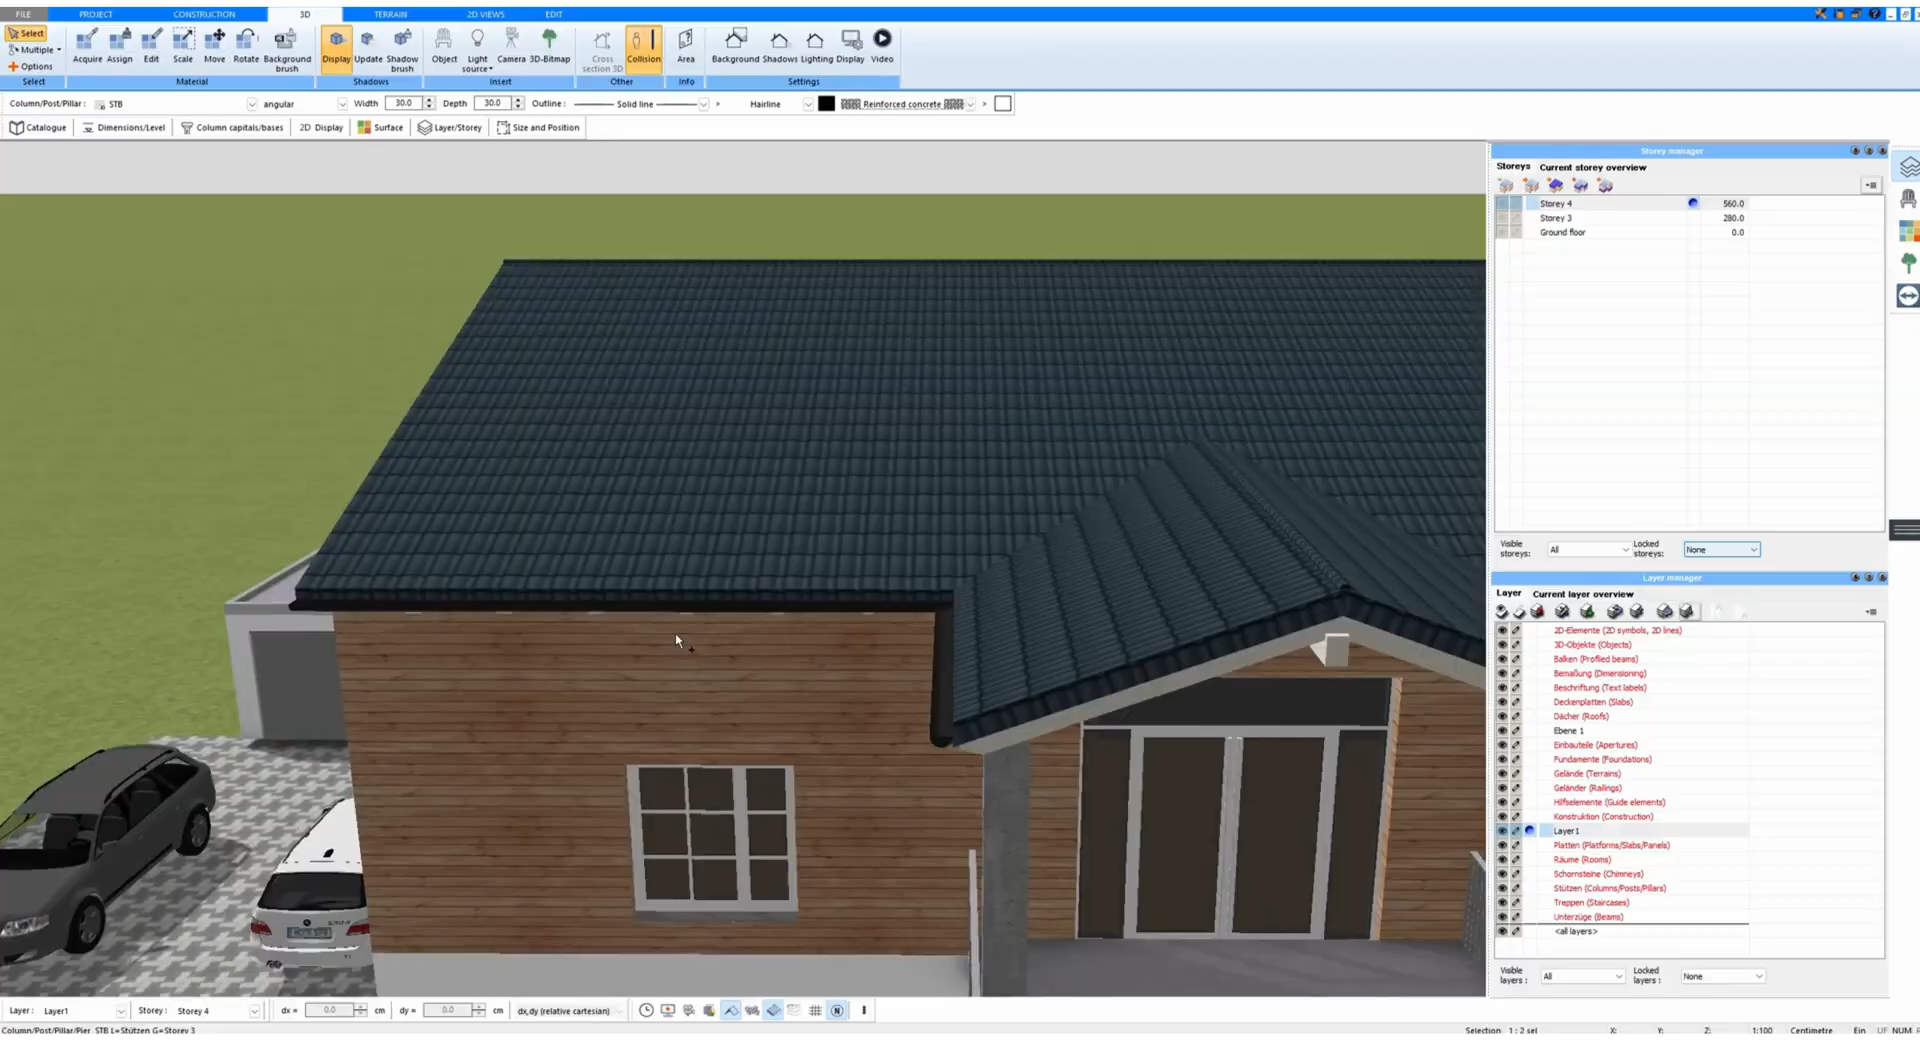 FILE PROJECT CONSTRUCTION 3D TERRAIN 2D VIEWS EDIT
Select
Multiple
Options
Select
Acquire Assign Edit Scale Move Rotate Background brush
Material
Display Update Shadow brush
Shadows
Object Light source Camera 3D-Bitmap
Insert
Cross section 3D Collision
Other
Area
Info
Background Shadows Lighting Display Video
Settings
Column/Post/Pillar : STB angular Width 30.0 Depth 30.0 Outline : Solid line > Hairline Reinforced concrete >
Catalogue Dimensions/Level Column capitals/bases 2D Display Surface Layer/Storey Size and Position
Storey manager
Storeys Current storey overview
Storey 4 560.0
Storey 3 280.0
Ground floor 0.0
Visible storeys: All Locked storeys: None
Layer manager
Layer Current layer overview
2D-Elemente (2D symbols, 2D lines)
3D-Objekte (Objects)
Balken (Profiled beams)
Bemaßung (Dimensioning)
Beschriftung (Text labels)
Deckenplatten (Slabs)
Dächer (Roofs)
Ebene 1
Einbauteile (Apertures)
Fundamente (Foundations)
Gelände (Terrains)
Geländer (Railings)
Hilfselemente (Guide elements)
Konstruktion (Construction)
Layer1
Platten (Platforms/Slabs/Panels)
Räume (Rooms)
Schornsteine (Chimneys)
Stützen (Columns/Posts/Pillars)
Treppen (Staircases)
Unterzüge (Beams)
<all layers>
Visible layers : All Locked layers : None
Layer : Layer1 Storey : Storey 4 dx = 0.0 cm dy = 0.0 cm dx,dy (relative cartesian)
Column/Post/Pillar/Pier STB L=Stützen G=Storey 3
Selection 1 : 2 sel X: Y: Z: 1:100 Centimetre Ein UF NUM